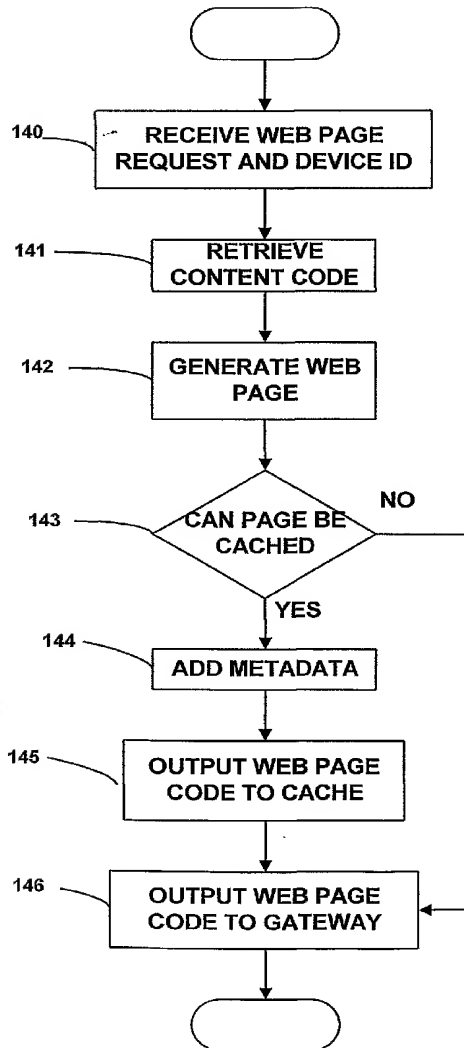 140
RECEIVE WEB PAGE
REQUEST AND DEVICE ID
141
RETRIEVE
CONTENT CODE
142
GENERATE WEB
PAGE
143
CAN PAGE BE
CACHED
NO
YES
144
ADD METADATA
145
OUTPUT WEB PAGE
CODE TO CACHE
146
OUTPUT WEB PAGE
CODE TO GATEWAY